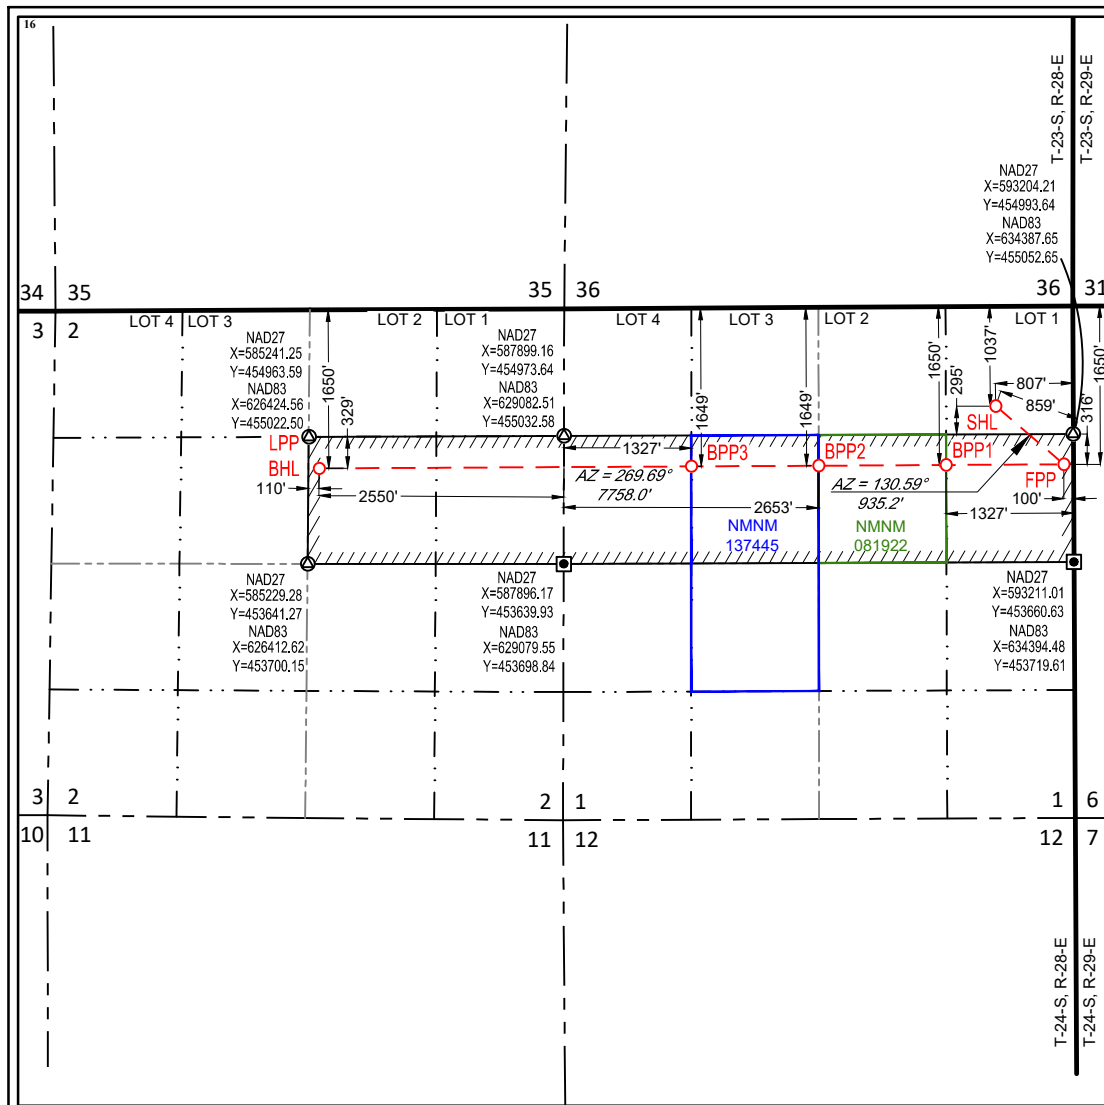 16
T-23-S, R-28-E
T-23-S, R-29-E
NAD27
X=593204.21
Y=454993.64
NAD83
X=634387.65
Y=455052.65
34
35
35
36
36
31
3
2
LOT 4
LOT 3
LOT 2
LOT 1
LOT 4
LOT 3
LOT 2
LOT 1
NAD27
X=585241.25
Y=454963.59
NAD83
X=626424.56
Y=455022.50
1650'
329'
NAD27
X=587899.16
Y=454973.64
NAD83
X=629082.51
Y=455032.58
1649'
1649'
1650'
295'
1037'
807'
859'
316'
1650'
SHL
LPP
BHL
1327'
BPP3
BPP2
BPP1
FPP
110'
2550'
AZ = 269.69°
7758.0'
2653'
AZ = 130.59°
935.2'
100'
1327'
NMNM
137445
NMNM
081922
NAD27
X=585229.28
Y=453641.27
NAD83
X=626412.62
Y=453700.15
NAD27
X=587896.17
Y=453639.93
NAD83
X=629079.55
Y=453698.84
NAD27
X=593211.01
Y=453660.63
NAD83
X=634394.48
Y=453719.61
3
2
2
1
1
6
10
11
11
12
12
7
T-24-S, R-28-E
T-24-S, R-29-E